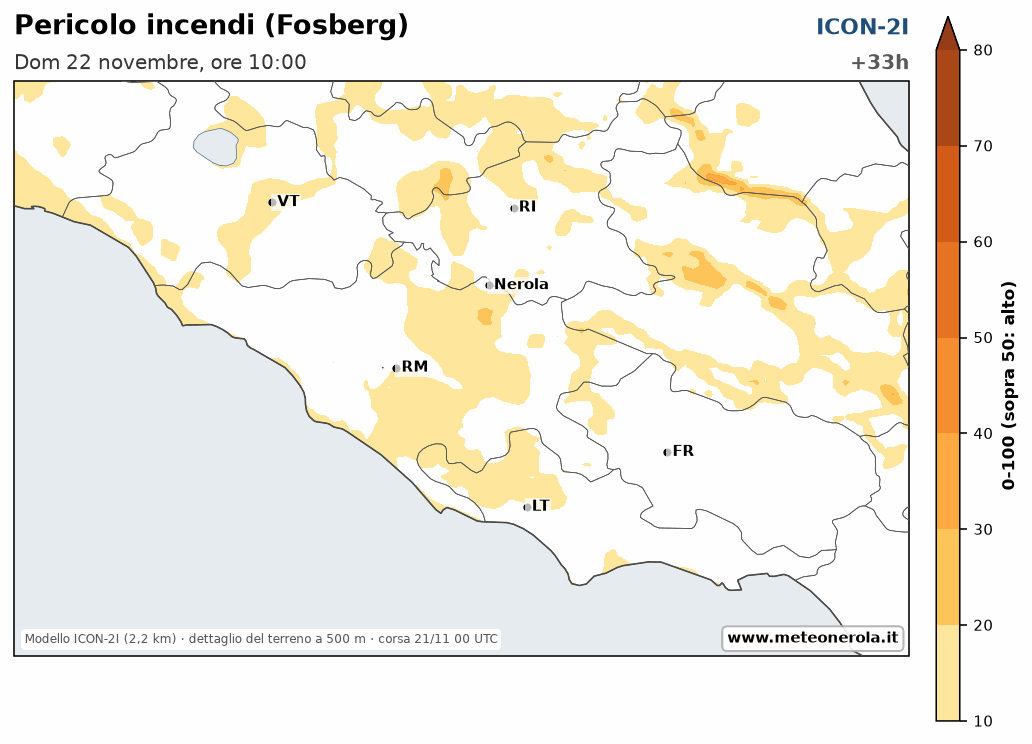 Pericolo incendi (Fosberg)
ICON-2I
Dom 22 novembre, ore 10:00
+33h
80
70
60
50
40
30
20
10
0-100 (sopra 50: alto)
VT
RI
Nerola
RM
FR
LT
Modello ICON-2I (2,2 km) · dettaglio del terreno a 500 m · corsa 21/11 00 UTC
www.meteonerola.it